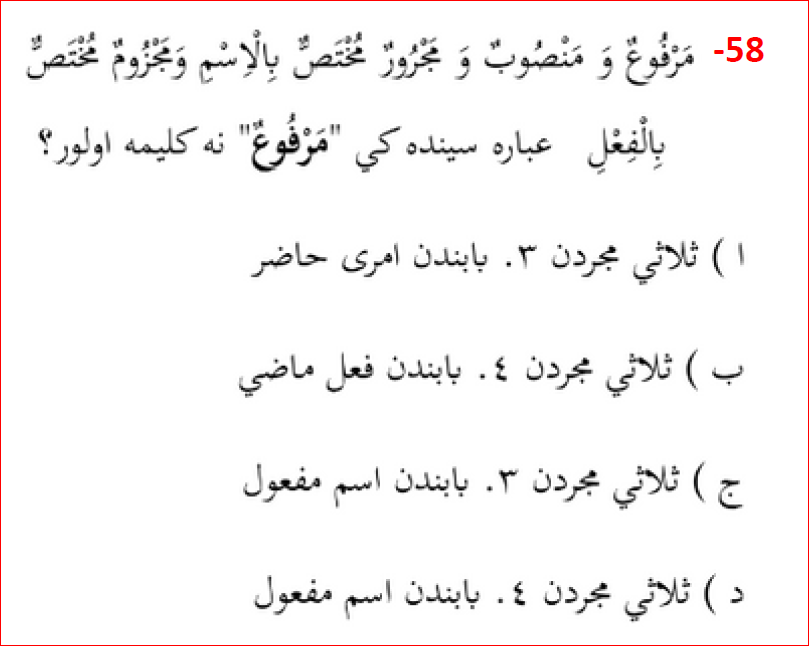 58- مَرْفُوعٌ وَ مَنْصُوبٌ وَ مَجْرُورٌ مُخْتَصٌّ بِالْاِسْمِ وَمَجْزُومٌ مُخْتَصٌّ
بِالْفِعْلِ عباره سينده كي "مَرْفُوعٌ" نه كليمه اولور؟
ا ) ثلاثي مجردن ٣. بابندن امرى حاضر
ب ) ثلاثي مجردن ٤. بابندن فعل ماضي
ج ) ثلاثي مجردن ٣. بابندن اسم مفعول
د ) ثلاثي مجردن ٤. بابندن اسم مفعول